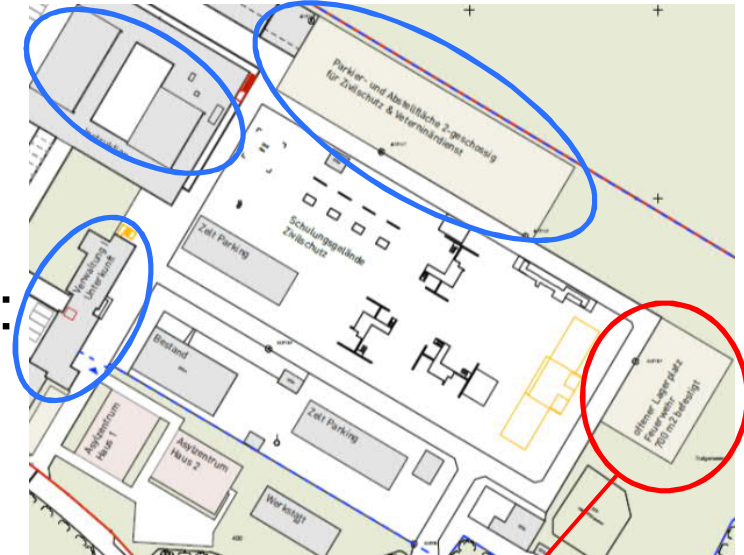 Parkier- und Abstellfläche 2-geschossig
für Zivilschutz & Veterninärdienst
Schulungsgelände
Zivilschutz
Zelt Parking
Verwaltung /
Unterkunft
Bestand
offener Lagerplatz
Feuerwehr
700 m2 befestigt
Asylzentrum
Haus 1
Asylzentrum
Haus 2
Zelt Parking
Werkstatt